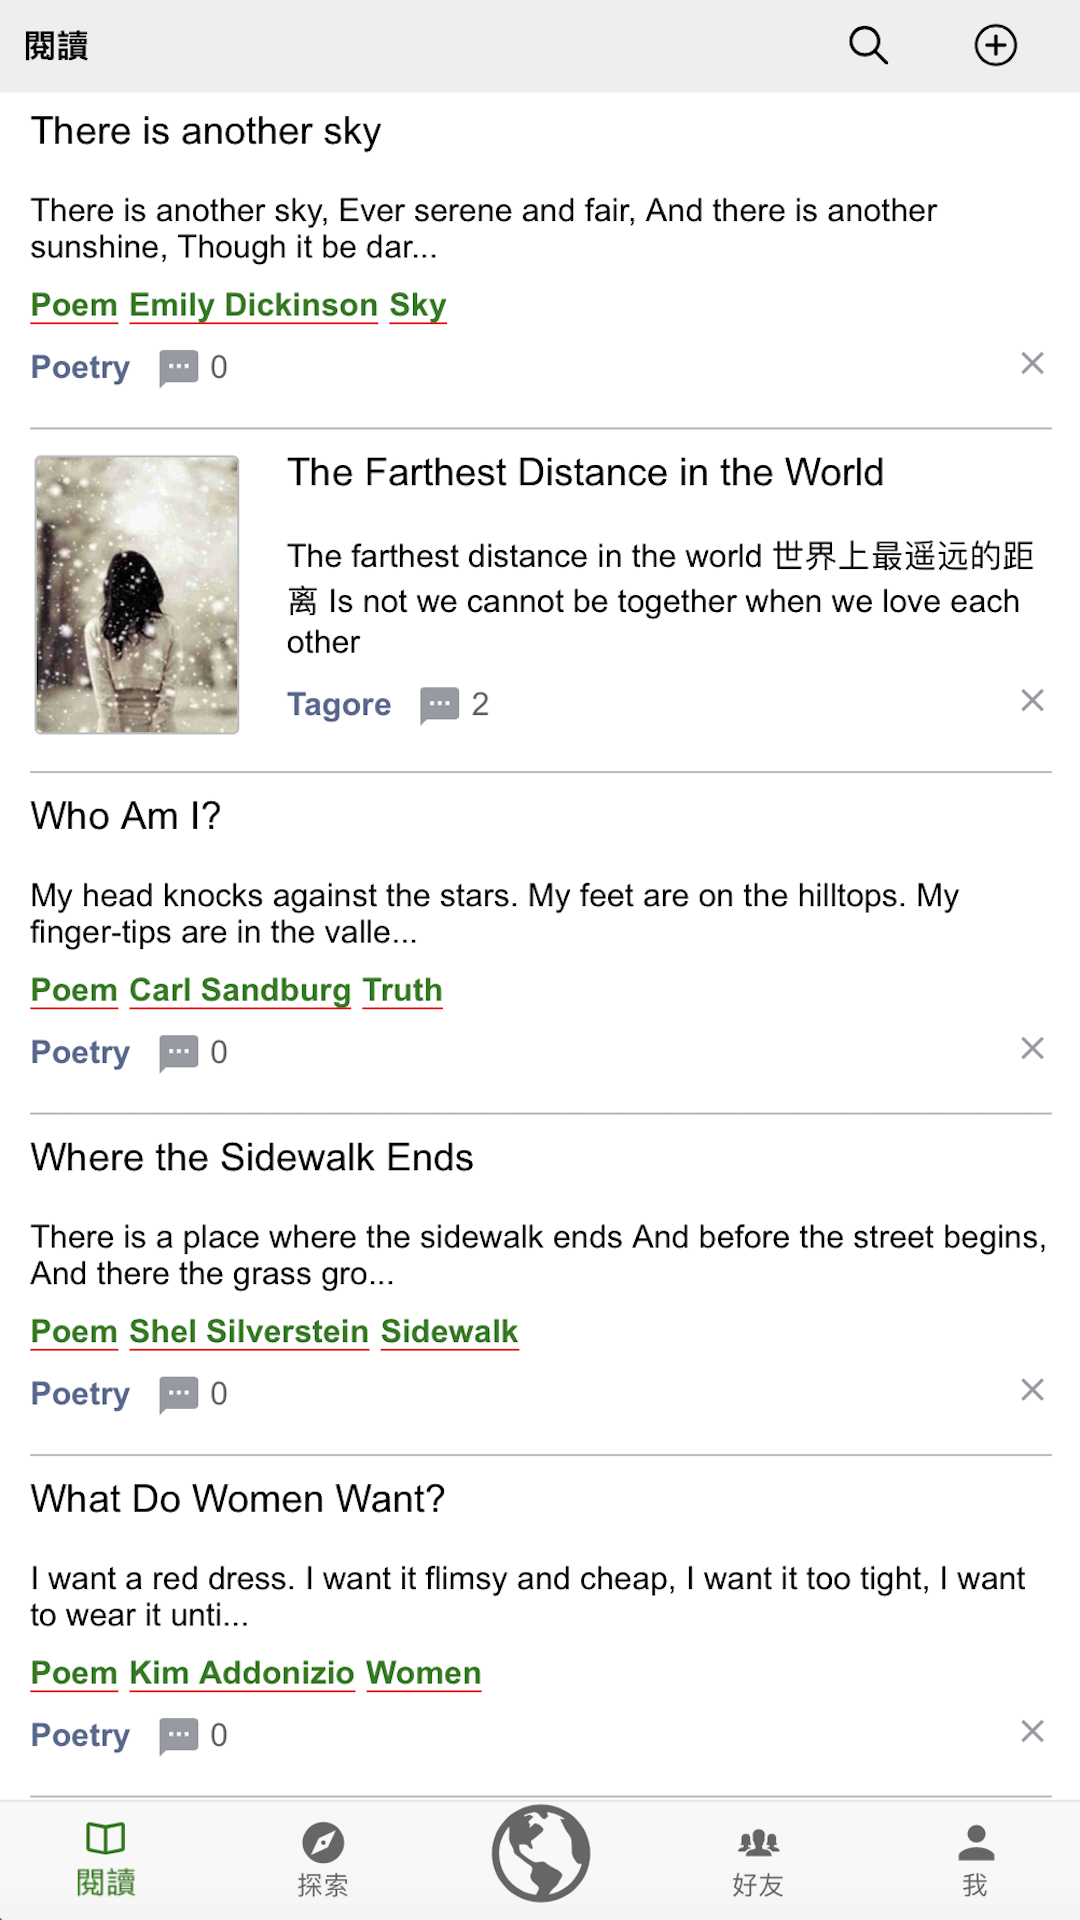 閱讀
There is another sky
There is another sky, Ever serene and fair, And there is another
sunshine, Though it be dar...
Poem Emily Dickinson Sky
Poetry 0
The Farthest Distance in the World
The farthest distance in the world 世界上最遥远的距
离 Is not we cannot be together when we love each
other
Tagore 2
Who Am I?
My head knocks against the stars. My feet are on the hilltops. My
finger-tips are in the valle...
Poem Carl Sandburg Truth
Poetry 0
Where the Sidewalk Ends
There is a place where the sidewalk ends And before the street begins,
And there the grass gro...
Poem Shel Silverstein Sidewalk
Poetry 0
What Do Women Want?
I want a red dress. I want it flimsy and cheap, I want it too tight, I want
to wear it unti...
Poem Kim Addonizio Women
Poetry 0
閱讀 探索 好友 我